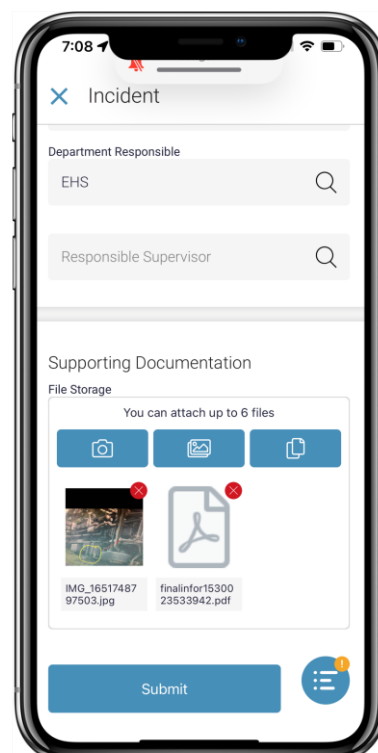 7:08
Incident
Department Responsible
EHS
Responsible Supervisor
Supporting Documentation
File Storage
You can attach up to 6 files
IMG_16517487
97503.jpg
finalinfor15300
23533942.pdf
!
Submit